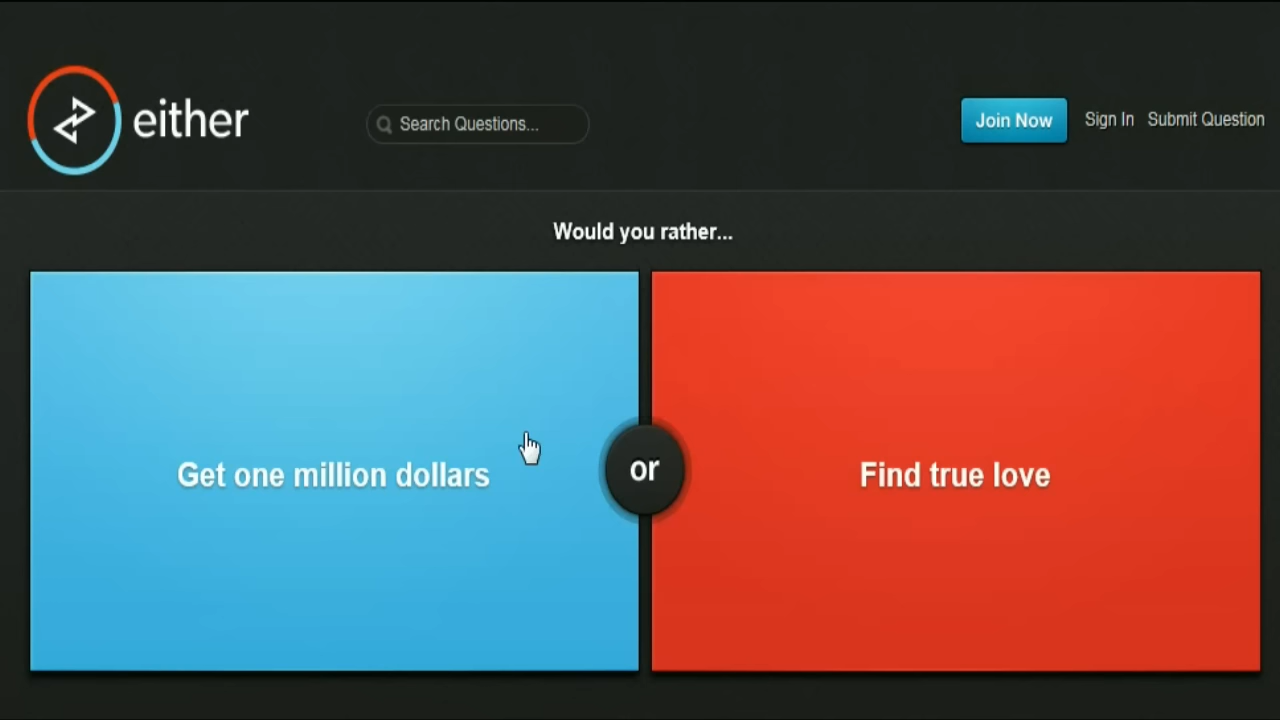 either
Search Questions...
Join Now
Sign In
Submit Question
Would you rather...
Get one million dollars
or
Find true love